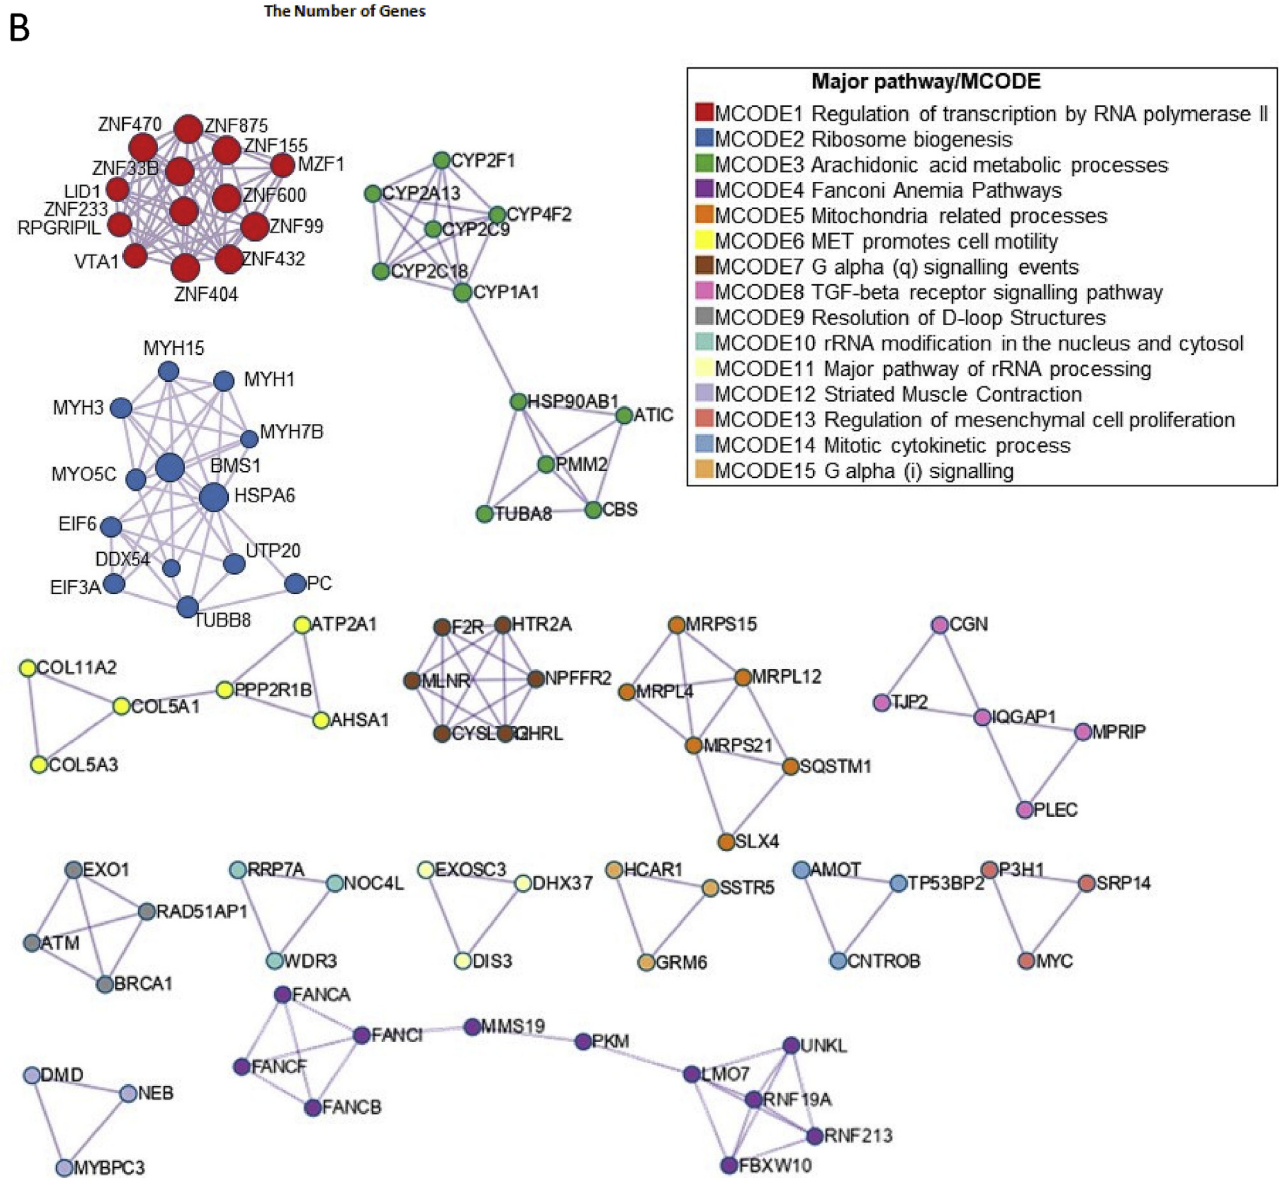 The Number of Genes
B
Major pathway/MCODE
MCODE1 Regulation of transcription by RNA polymerase II
MCODE2 Ribosome biogenesis
MCODE3 Arachidonic acid metabolic processes
MCODE4 Fanconi Anemia Pathways
MCODE5 Mitochondria related processes
MCODE6 MET promotes cell motility
MCODE7 G alpha (q) signalling events
MCODE8 TGF-beta receptor signalling pathway
MCODE9 Resolution of D-loop Structures
MCODE10 rRNA modification in the nucleus and cytosol
MCODE11 Major pathway of rRNA processing
MCODE12 Striated Muscle Contraction
MCODE13 Regulation of mesenchymal cell proliferation
MCODE14 Mitotic cytokinetic process
MCODE15 G alpha (i) signalling
ZNF470
ZNF875
ZNF155
ZNF33B
MZF1
LID1
ZNF600
ZNF233
RPGRIPIL
ZNF99
VTA1
ZNF432
ZNF404
CYP2F1
CYP2A13
CYP4F2
CYP2C9
CYP2C18
CYP1A1
HSP90AB1
ATIC
PMM2
TUBA8
CBS
MYH15
MYH1
MYH3
MYH7B
MYO5C
BMS1
HSPA6
EIF6
DDX54
UTP20
EIF3A
PC
TUBB8
ATP2A1
COL11A2
PPP2R1B
COL5A1
AHSA1
COL5A3
F2R
HTR2A
MLNR
NPFFR2
GHRL
MRPS15
MRPL12
MRPL4
MRPS21
SQSTM1
SLX4
CGN
TJP2
IQGAP1
MPRIP
PLEC
EXO1
RAD51AP1
ATM
BRCA1
RRP7A
NOC4L
WDR3
EXOSC3
DHX37
DIS3
HCAR1
SSTR5
GRM6
AMOT
TP53BP2
CNTROB
P3H1
SRP14
MYC
FANCA
FANCI
FANCF
FANCB
MMS19
PKM
UNKL
LMO7
RNF19A
RNF213
FBXW10
DMD
NEB
MYBPC3